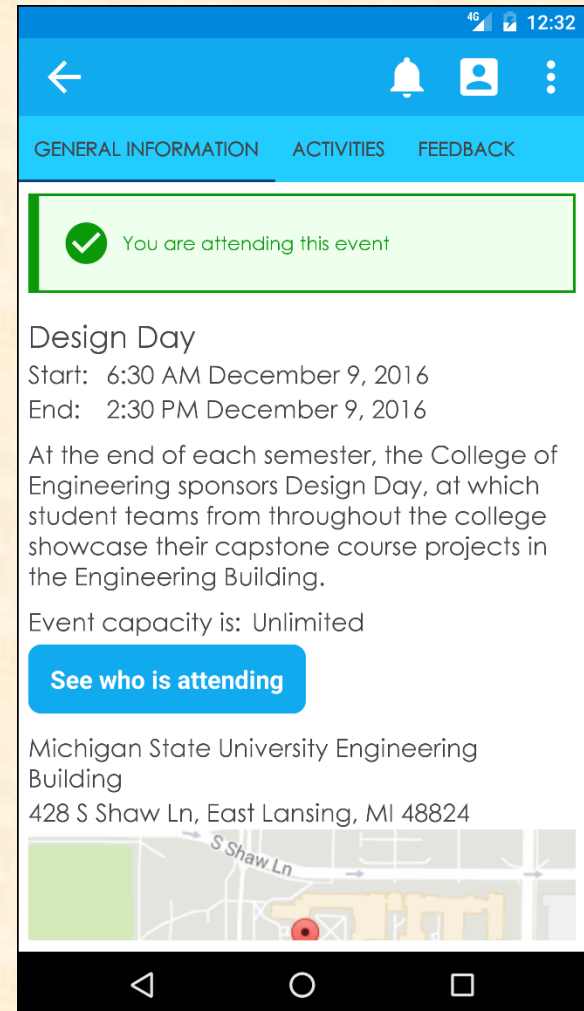 4G 12:32
GENERAL INFORMATION ACTIVITIES FEEDBACK
You are attending this event
Design Day
Start: 6:30 AM December 9, 2016
End: 2:30 PM December 9, 2016
At the end of each semester, the College of
Engineering sponsors Design Day, at which
student teams from throughout the college
showcase their capstone course projects in
the Engineering Building.
Event capacity is: Unlimited
See who is attending
Michigan State University Engineering
Building
428 S Shaw Ln, East Lansing, MI 48824
S Shaw Ln